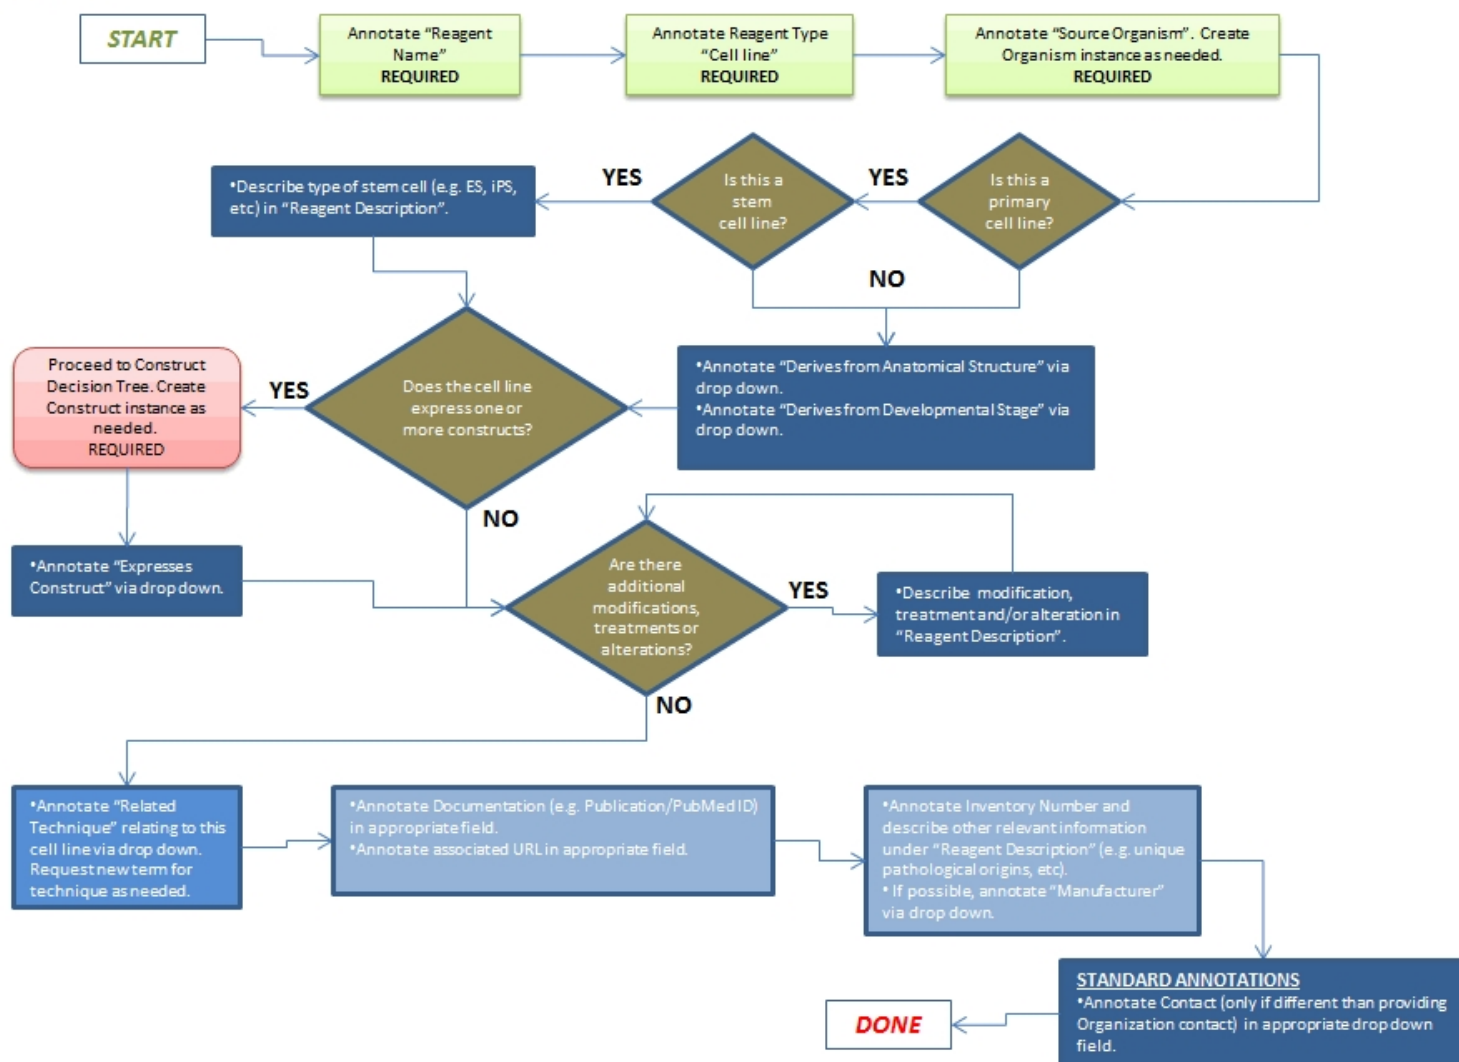 START
Annotate “Reagent
Name”
REQUIRED
Annotate Reagent Type
“Cell line”
REQUIRED
Annotate “Source Organism”. Create
Organism instance as needed.
REQUIRED
Is this a
primary
cell line?
YES
Is this a
stem
cell line?
YES
•Describe type of stem cell (e.g. ES, iPS,
etc) in “Reagent Description”.
NO
•Annotate “Derives from Anatomical Structure” via
drop down.
•Annotate “Derives from Developmental Stage” via
drop down.
Does the cell line
express one or
more constructs?
YES
Proceed to Construct
Decision Tree. Create
Construct instance as
needed.
REQUIRED
NO
•Annotate “Expresses
Construct” via drop down.
Are there
additional
modifications,
treatments or
alterations?
YES
•Describe modification,
treatment and/or alteration in
“Reagent Description”.
NO
•Annotate “Related
Technique” relating to this
cell line via drop down.
Request new term for
technique as needed.
•Annotate Documentation (e.g. Publication/PubMed ID)
in appropriate field.
•Annotate associated URL in appropriate field.
•Annotate Inventory Number and
describe other relevant information
under “Reagent Description” (e.g. unique
pathological origins, etc).
• If possible, annotate “Manufacturer”
via drop down.
STANDARD ANNOTATIONS
•Annotate Contact (only if different than providing
Organization contact) in appropriate drop down
field.
DONE